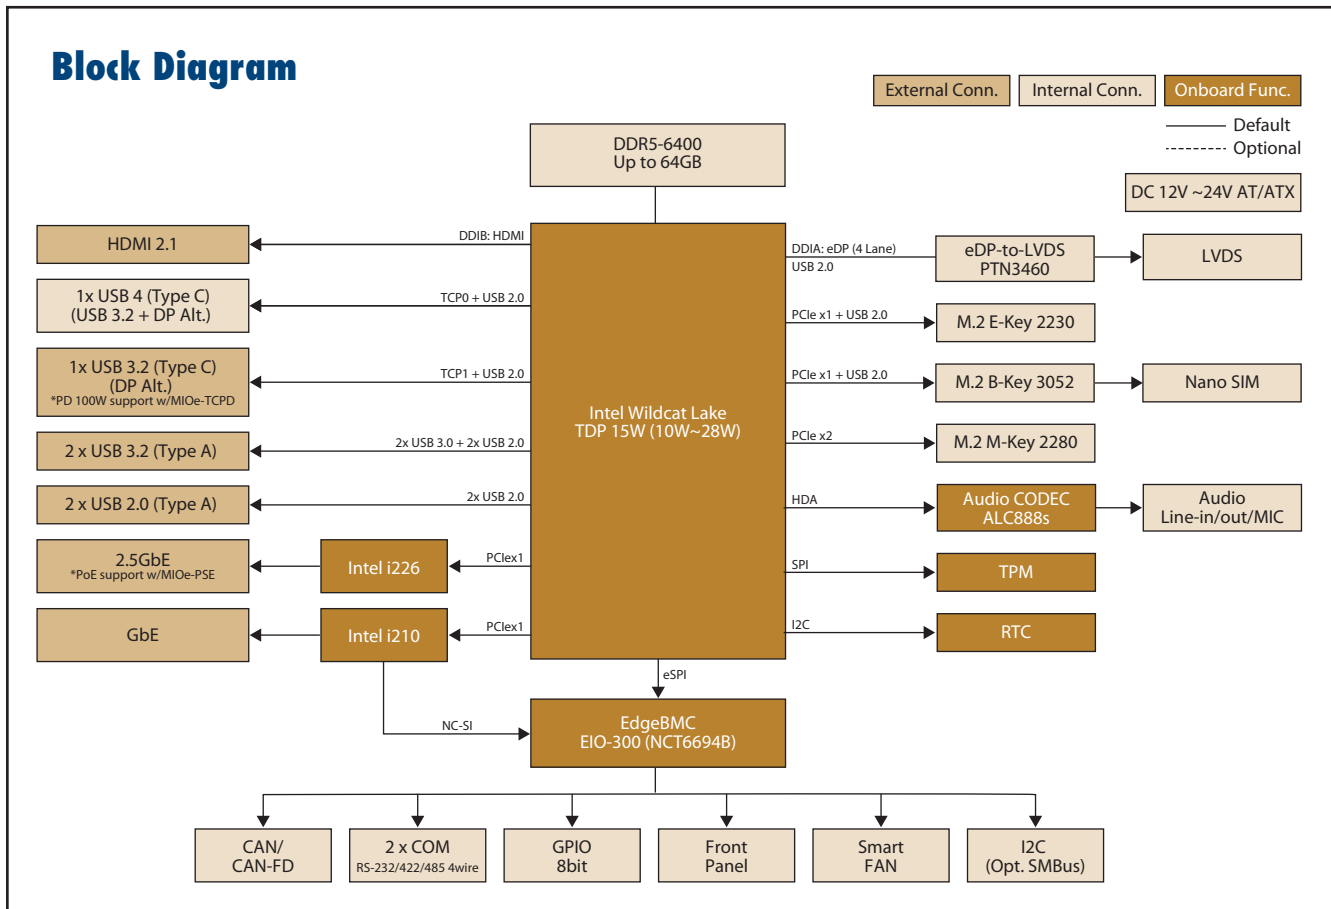 Block Diagram
External Conn.
Internal Conn.
Onboard Func.
Default
Optional
DDR5-6400
Up to 64GB
DC 12V ~24V AT/ATX
HDMI 2.1
DDIB: HDMI
1x USB 4 (Type C)
(USB 3.2 + DP Alt.)
TCP0 + USB 2.0
1x USB 3.2 (Type C)
(DP Alt.)
*PD 100W support w/MIOe-TCPD
TCP1 + USB 2.0
2 x USB 3.2 (Type A)
2x USB 3.0 + 2x USB 2.0
2 x USB 2.0 (Type A)
2x USB 2.0
2.5GbE
*PoE support w/MIOe-PSE
Intel i226
PCIex1
GbE
Intel i210
PCIex1
Intel Wildcat Lake
TDP 15W (10W~28W)
DDIA: eDP (4 Lane)
USB 2.0
eDP-to-LVDS
PTN3460
LVDS
PCIe x1 + USB 2.0
M.2 E-Key 2230
PCIe x1 + USB 2.0
M.2 B-Key 3052
Nano SIM
PCIe x2
M.2 M-Key 2280
HDA
Audio CODEC
ALC888s
Audio
Line-in/out/MIC
SPI
TPM
I2C
RTC
eSPI
NC-SI
EdgeBMC
EIO-300 (NCT6694B)
CAN/
CAN-FD
2 x COM
RS-232/422/485 4wire
GPIO
8bit
Front
Panel
Smart
FAN
I2C
(Opt. SMBus)